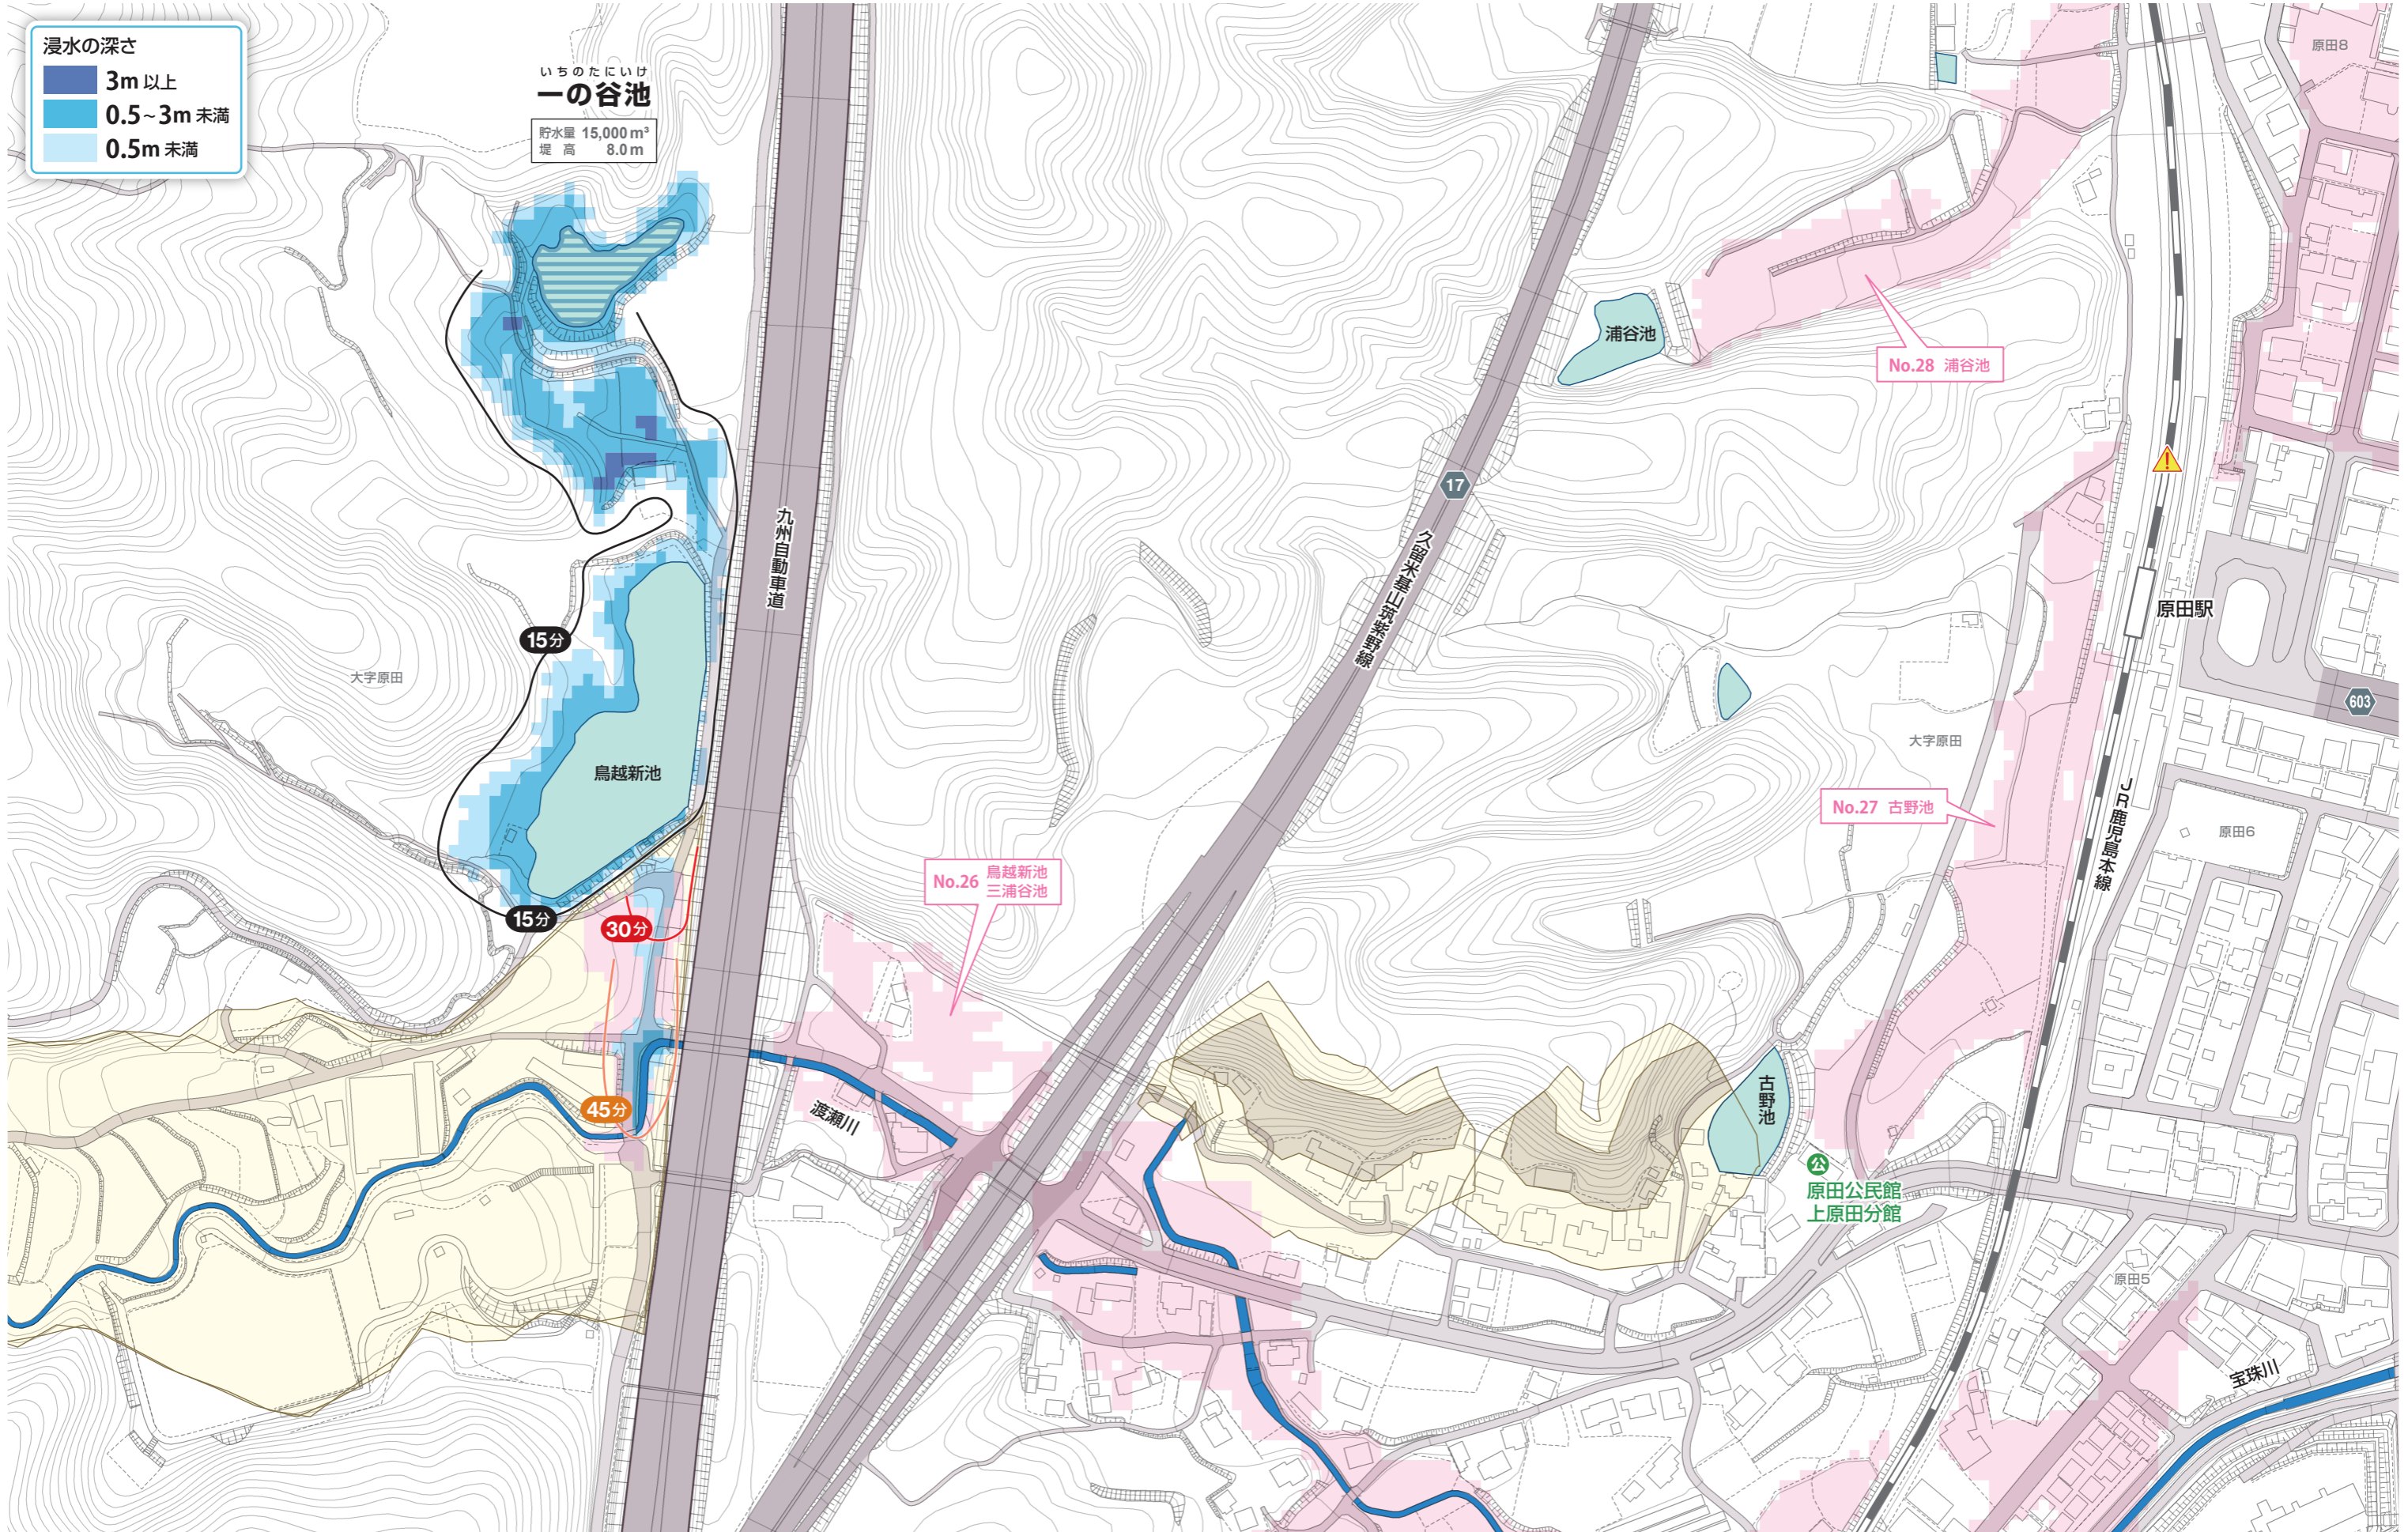 浸水の深さ
3m 以上
0.5~3m 未満
0.5m 未満
いちのたにいけ
一の谷池
貯水量 15,000m³
堤 高 8.0m
原田8
浦谷池
No.28 浦谷池
17
九州自動車道
久留米基山筑紫野線
原田駅
15分
大字原田
603
大字原田
鳥越新池
No.27 古野池
JR鹿児島本線
原田6
No.26 鳥越新池
三浦谷池
15分
30分
45分
渡瀬川
古野池
公
原田公民館
上原田分館
原田5
宝珠川